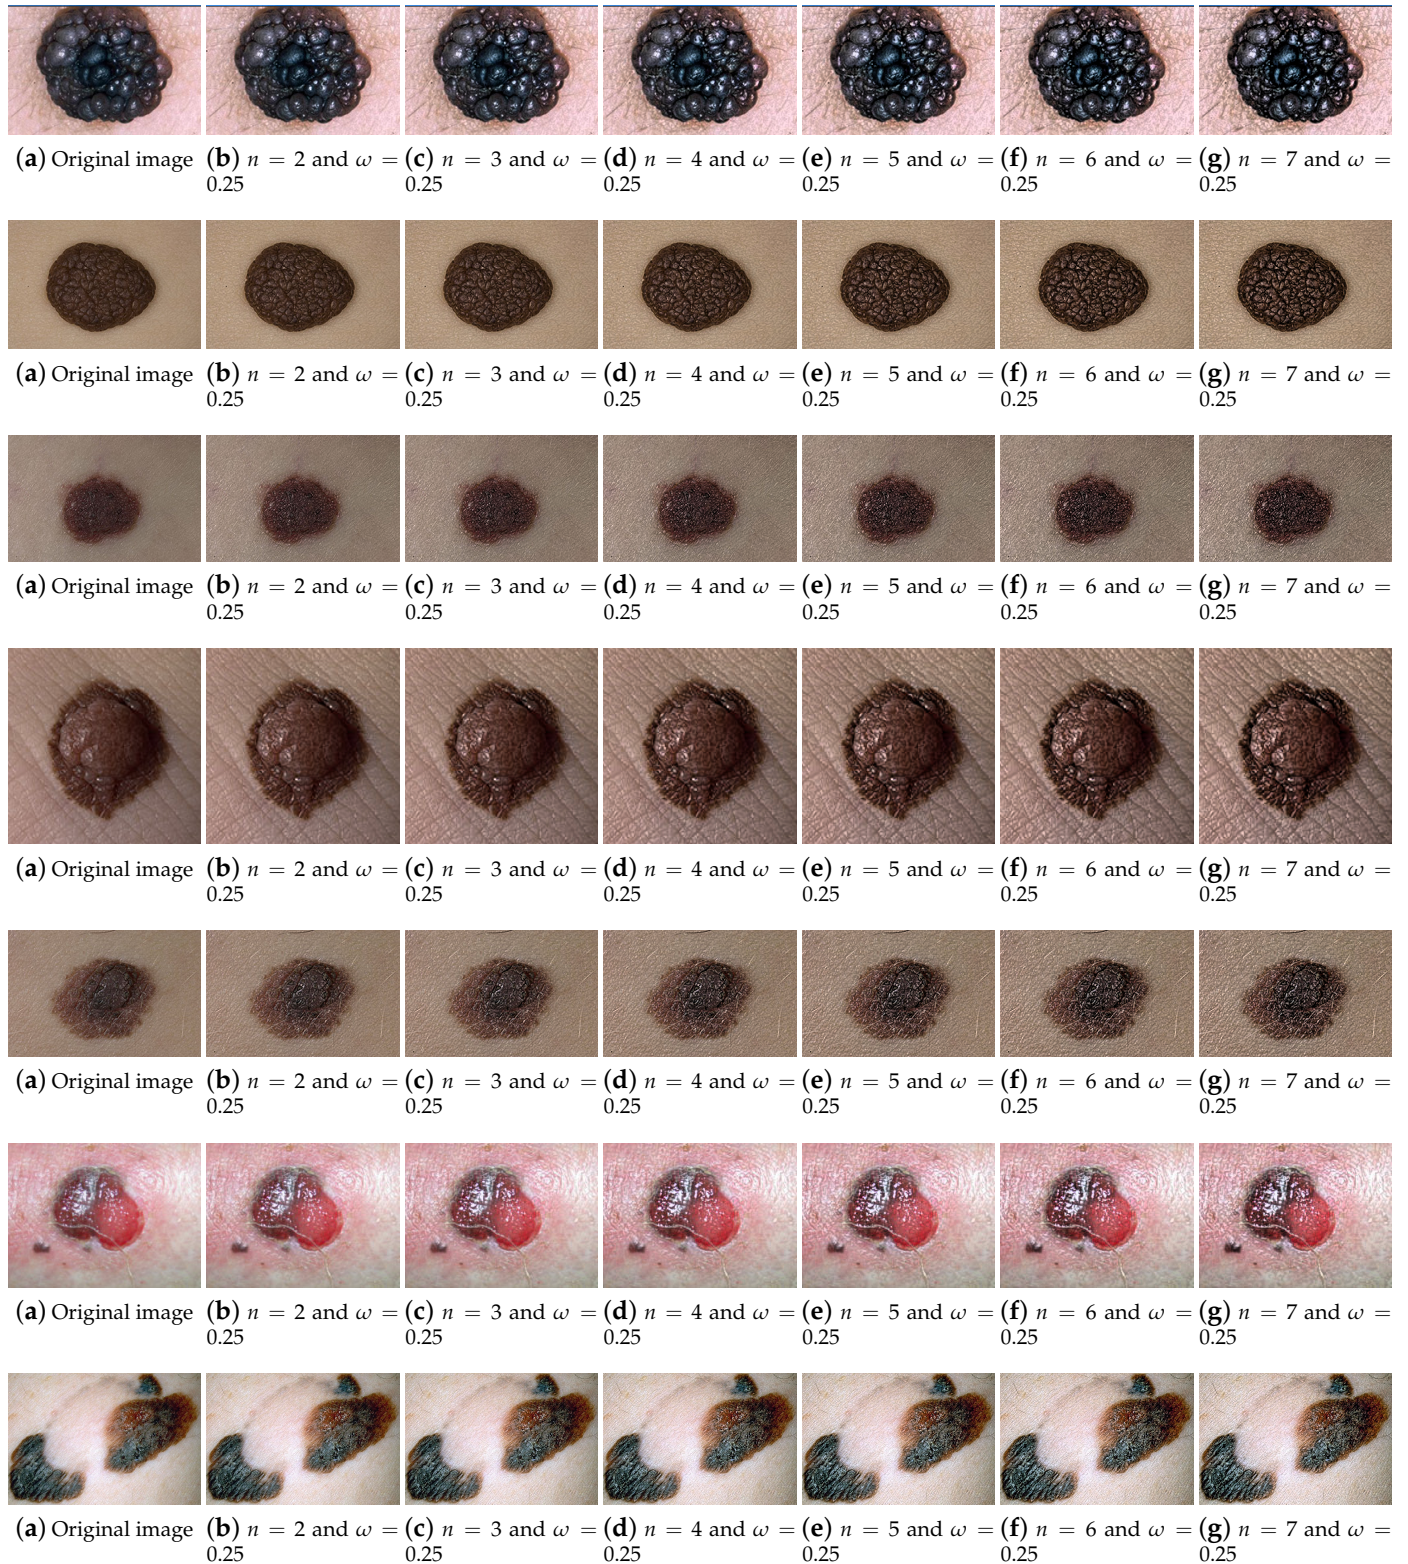 (a) Original image (b) n = 2 and ω = (c) n = 3 and ω = (d) n = 4 and ω = (e) n = 5 and ω = (f) n = 6 and ω = (g) n = 7 and ω =
0.25 0.25 0.25 0.25 0.25 0.25
(a) Original image (b) n = 2 and ω = (c) n = 3 and ω = (d) n = 4 and ω = (e) n = 5 and ω = (f) n = 6 and ω = (g) n = 7 and ω =
0.25 0.25 0.25 0.25 0.25 0.25
(a) Original image (b) n = 2 and ω = (c) n = 3 and ω = (d) n = 4 and ω = (e) n = 5 and ω = (f) n = 6 and ω = (g) n = 7 and ω =
0.25 0.25 0.25 0.25 0.25 0.25
(a) Original image (b) n = 2 and ω = (c) n = 3 and ω = (d) n = 4 and ω = (e) n = 5 and ω = (f) n = 6 and ω = (g) n = 7 and ω =
0.25 0.25 0.25 0.25 0.25 0.25
(a) Original image (b) n = 2 and ω = (c) n = 3 and ω = (d) n = 4 and ω = (e) n = 5 and ω = (f) n = 6 and ω = (g) n = 7 and ω =
0.25 0.25 0.25 0.25 0.25 0.25
(a) Original image (b) n = 2 and ω = (c) n = 3 and ω = (d) n = 4 and ω = (e) n = 5 and ω = (f) n = 6 and ω = (g) n = 7 and ω =
0.25 0.25 0.25 0.25 0.25 0.25
(a) Original image (b) n = 2 and ω = (c) n = 3 and ω = (d) n = 4 and ω = (e) n = 5 and ω = (f) n = 6 and ω = (g) n = 7 and ω =
0.25 0.25 0.25 0.25 0.25 0.25